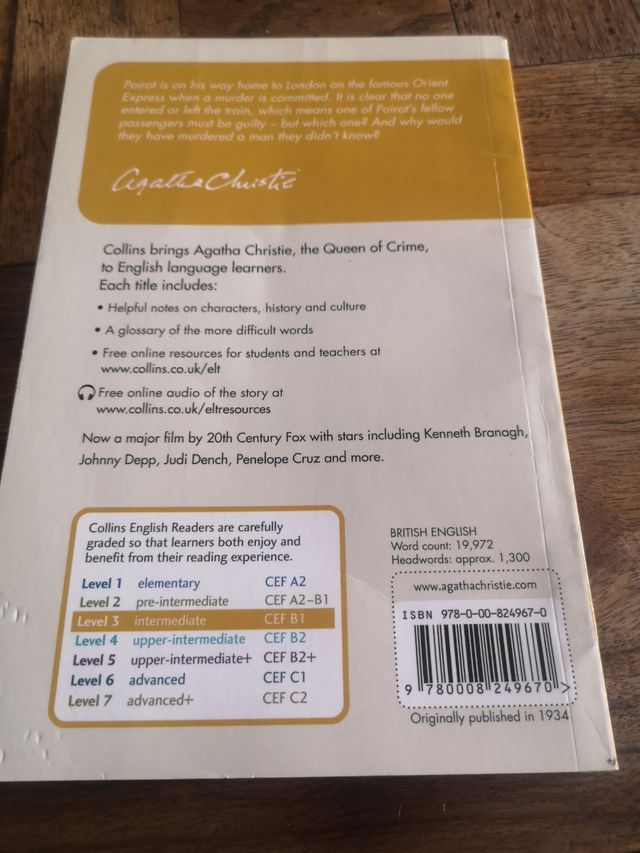 Poirot is on his way home to London on the famous Orient
Express when a murder is committed. It is clear that no one
entered or left the train, which means one of Poirot's fellow
passengers must be guilty – but which one? And why would
they have murdered a man they didn't know?
Agatha Christie
Collins brings Agatha Christie, the Queen of Crime,
to English language learners.
Each title includes:
• Helpful notes on characters, history and culture
• A glossary of the more difficult words
• Free online resources for students and teachers at
www.collins.co.uk/elt
Free online audio of the story at
www.collins.co.uk/eltresources
Now a major film by 20th Century Fox with stars including Kenneth Branagh,
Johnny Depp, Judi Dench, Penelope Cruz and more.
Collins English Readers are carefully
graded so that learners both enjoy and
benefit from their reading experience.
Level 1 elementary CEF A2
Level 2 pre-intermediate CEF A2–B1
Level 3 intermediate CEF B1
Level 4 upper-intermediate CEF B2
Level 5 upper-intermediate+ CEF B2+
Level 6 advanced CEF C1
Level 7 advanced+ CEF C2
BRITISH ENGLISH
Word count: 19,972
Headwords: approx. 1,300
www.agathachristie.com
ISBN 978-0-00-824967-0
9 780008 249670 >
Originally published in 1934